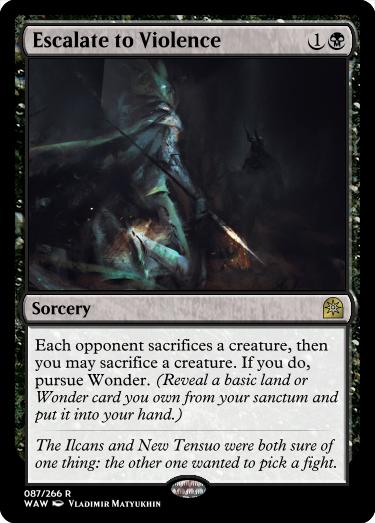 Escalate to Violence 1
Sorcery
Each opponent sacrifices a creature, then
you may sacrifice a creature. If you do,
pursue Wonder. (Reveal a basic land or
Wonder card you own from your sanctum and
put it into your hand.)
The Ilcans and New Tensuo were both sure of
one thing: the other one wanted to pick a fight.
087/266 R
WAW Vladimir Matyukhin